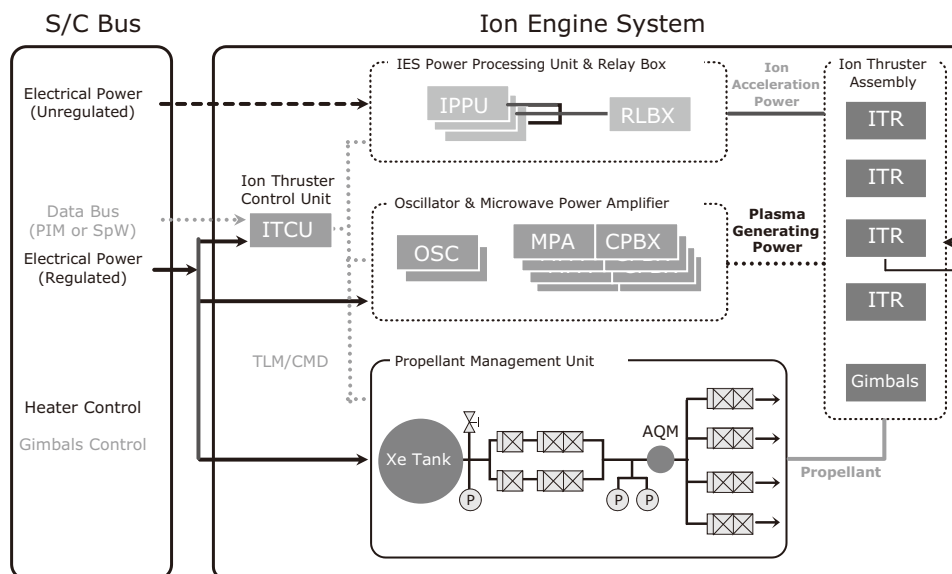 S/C Bus
Ion Engine System
Electrical Power
(Unregulated)
Data Bus
(PIM or SpW)
Electrical Power
(Regulated)
Heater Control
Gimbals Control
Ion Thruster
Control Unit
ITCU
TLM/CMD
IES Power Processing Unit & Relay Box
IPPU
RLBX
Oscillator & Microwave Power Amplifier
OSC
MPA
CPBX
Propellant Management Unit
Xe Tank
P
AQM
P
P
Ion
Acceleration
Power
Plasma
Generating
Power
Propellant
Ion Thruster
Assembly
ITR
ITR
ITR
ITR
Gimbals